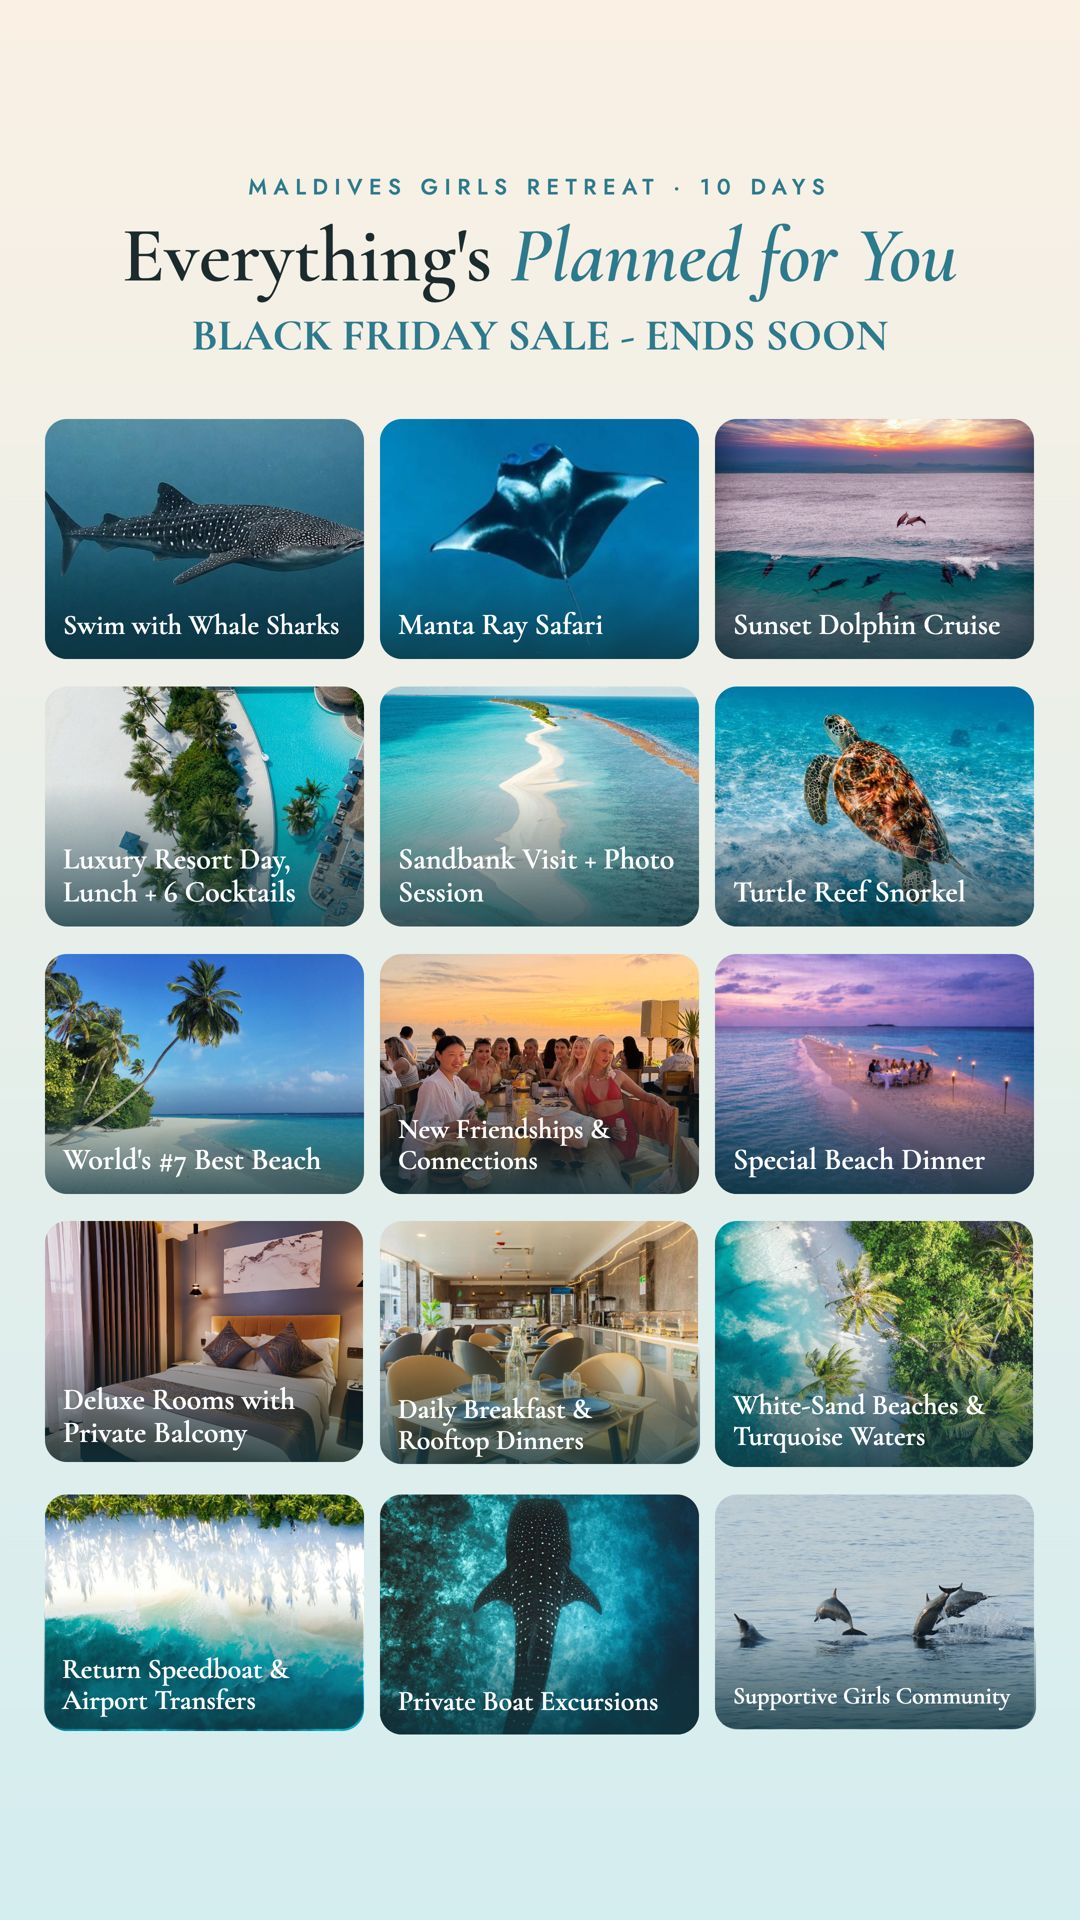 MALDIVES GIRLS RETREAT · 10 DAYS
Everything's Planned for You
BLACK FRIDAY SALE - ENDS SOON
Swim with Whale Sharks
Manta Ray Safari
Sunset Dolphin Cruise
Luxury Resort Day,
Lunch + 6 Cocktails
Sandbank Visit + Photo
Session
Turtle Reef Snorkel
World's #7 Best Beach
New Friendships &
Connections
Special Beach Dinner
Deluxe Rooms with
Private Balcony
Daily Breakfast &
Rooftop Dinners
White-Sand Beaches &
Turquoise Waters
Return Speedboat &
Airport Transfers
Private Boat Excursions
Supportive Girls Community